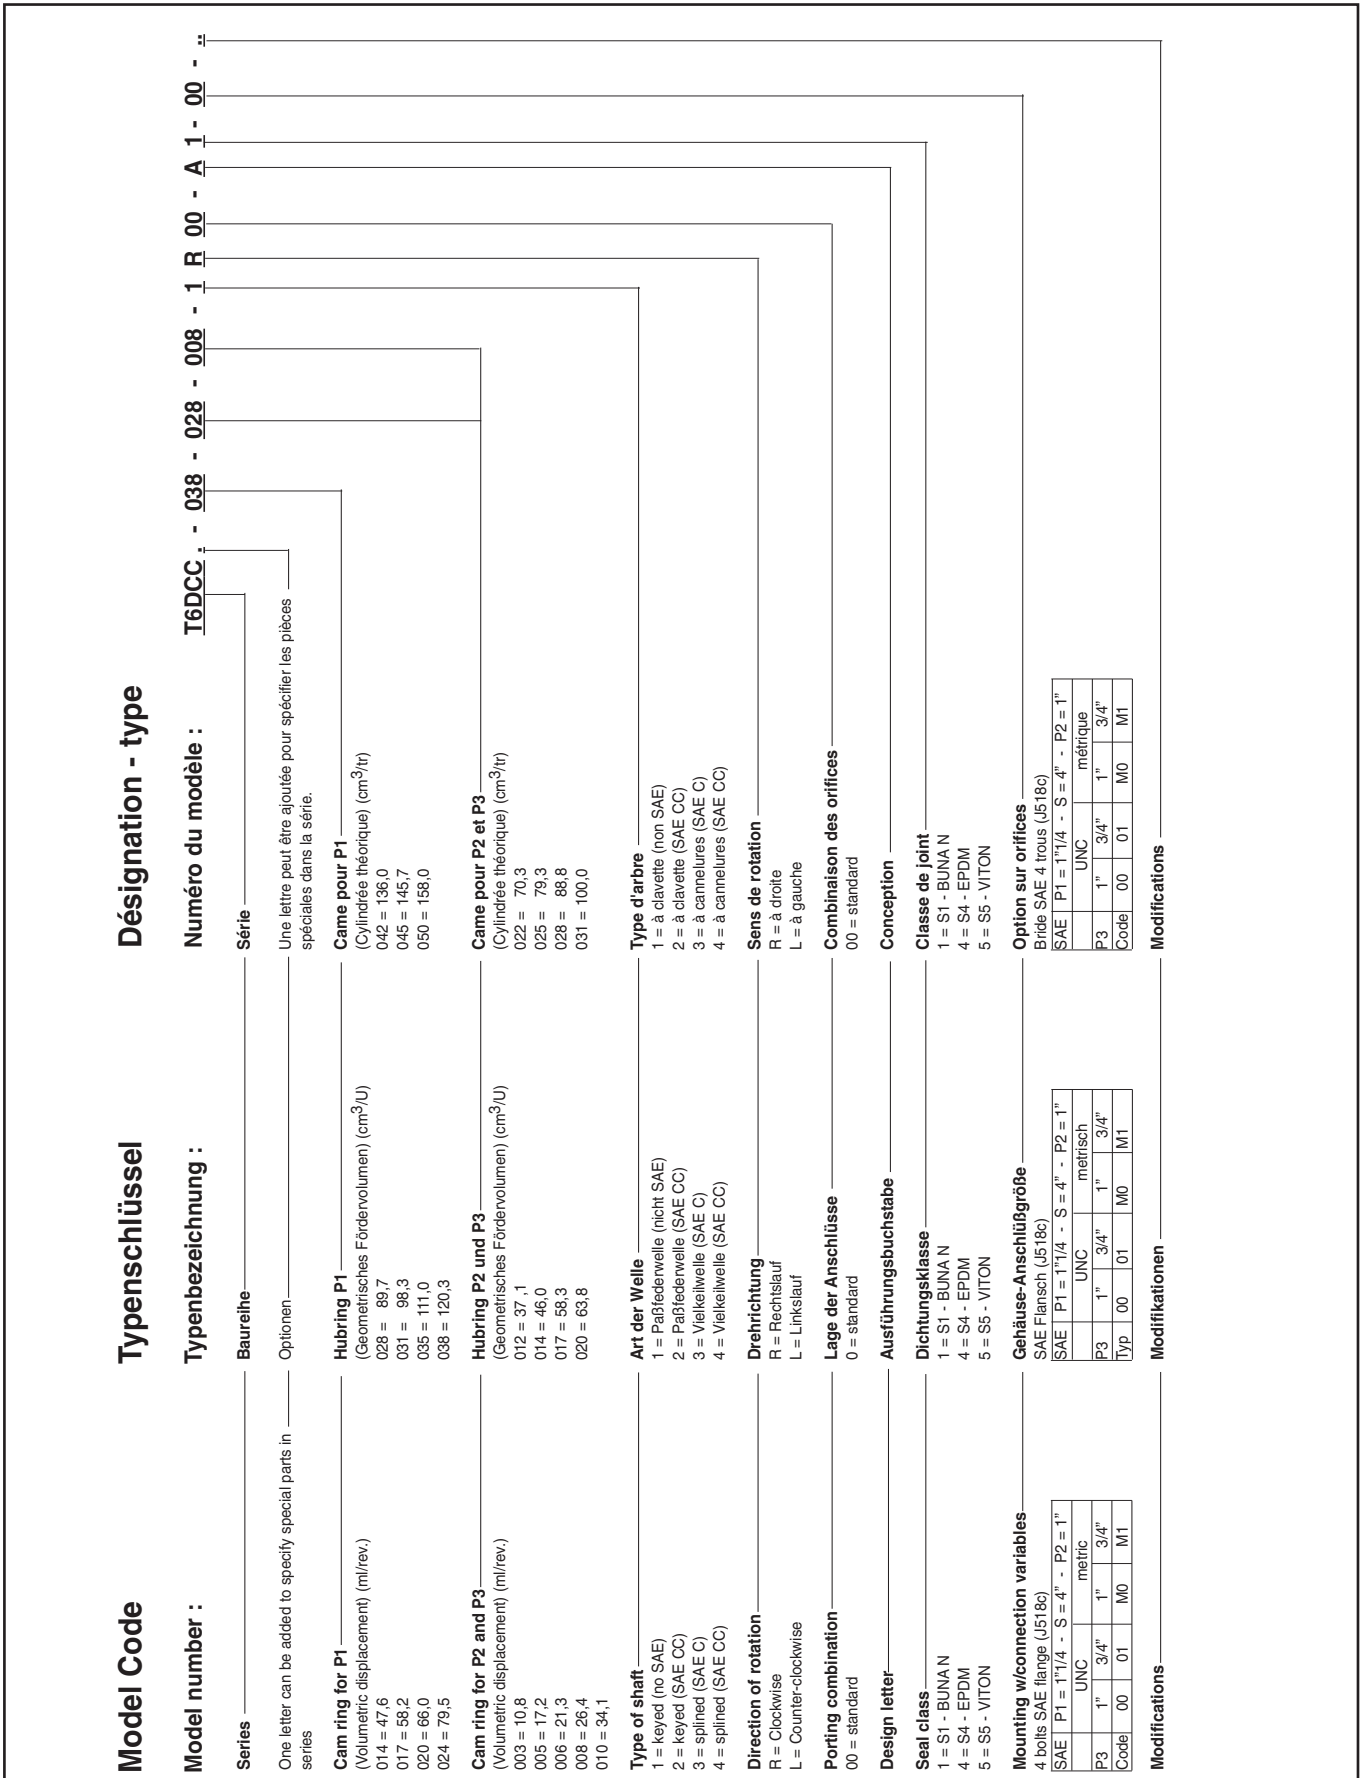 Model Code Typenschlüssel Désignation - type
Model number : Typenbezeichnung : Numéro du modèle : T6DCC . - 038 - 028 - 008 - 1 R 00 - A 1 - 00 - ..
Series Baureihe Série
One letter can be added to specify special parts in Optionen Une lettre peut être ajoutée pour spécifier les pièces
series spéciales dans la série.
Cam ring for P1 Hubring P1 Came pour P1
(Volumetric displacement) (ml/rev.) (Geometrisches Fördervolumen) (cm³/U) (Cylindrée théorique) (cm³/tr)
014 = 47,6 028 = 89,7 042 = 136,0
017 = 58,2 031 = 98,3 045 = 145,7
020 = 66,0 035 = 111,0 050 = 158,0
024 = 79,5 038 = 120,3
Cam ring for P2 and P3 Hubring P2 und P3 Came pour P2 et P3
(Volumetric displacement) (ml/rev.) (Geometrisches Fördervolumen) (cm³/U) (Cylindrée théorique) (cm³/tr)
003 = 10,8 012 = 37 ,1 022 = 70,3
005 = 17,2 014 = 46,0 025 = 79,3
006 = 21,3 017 = 58,3 028 = 88,8
008 = 26,4 020 = 63,8 031 = 100,0
010 = 34,1
Type of shaft Art der Welle Type d'arbre
1 = keyed (no SAE) 1 = Paßfederwelle (nicht SAE) 1 = à clavette (non SAE)
2 = keyed (SAE CC) 2 = Paßfederwelle (SAE CC) 2 = à clavette (SAE CC)
3 = splined (SAE C) 3 = Vielkeilwelle (SAE C) 3 = à cannelures (SAE C)
4 = splined (SAE CC) 4 = Vielkeilwelle (SAE CC) 4 = à cannelures (SAE CC)
Direction of rotation Drehrichtung Sens de rotation
R = Clockwise R = Rechtslauf R = à droite
L = Counter-clockwise L = Linkslauf L = à gauche
Porting combination Lage der Anschlüsse Combinaison des orifices
00 = standard 0 = standard 00 = standard
Design letter Ausführungsbuchstabe Conception
Seal class Dichtungsklasse Classe de joint
1 = S1 - BUNA N 1 = S1 - BUNA N 1 = S1 - BUNA N
4 = S4 - EPDM 4 = S4 - EPDM 4 = S4 - EPDM
5 = S5 - VITON 5 = S5 - VITON 5 = S5 - VITON
Mounting w/connection variables Gehäuse-Anschlüßgröße Option sur orifices
4 bolts SAE flange (J518c) SAE Flansch (J518c) Bride SAE 4 trous (J518c)
SAE P1 = 1"1/4 - S = 4" - P2 = 1" SAE P1 = 1"1/4 - S = 4" - P2 = 1" SAE P1 = 1"1/4 - S = 4" - P2 = 1"
UNC metric UNC metrisch UNC métrique
P3 1" 3/4" 1" 3/4" P3 1" 3/4" 1" 3/4" P3 1" 3/4" 1" 3/4"
Code 00 01 M0 M1 Typ 00 01 M0 M1 Code 00 01 M0 M1
Modifications Modifikationen Modifications